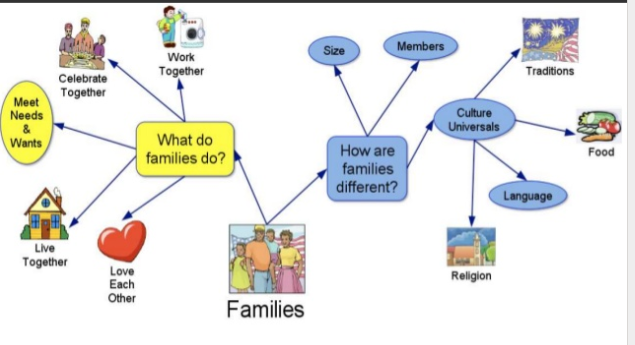 Celebrate
Together
Work
Together
Meet
Needs
&
Wants
What do
families do?
Live
Together
Love
Each
Other
Families
Size
Members
How are
families
different?
Culture
Universals
Traditions
Food
Language
Religion